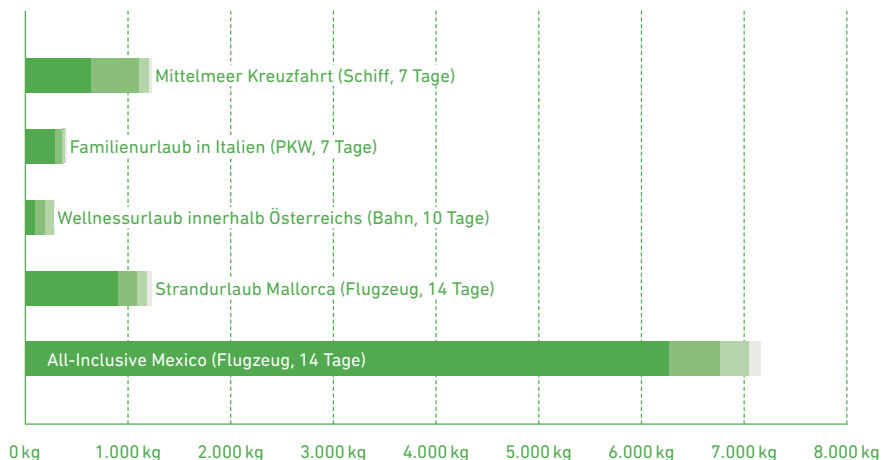 Mittelmeer Kreuzfahrt (Schiff, 7 Tage)
Familienurlaub in Italien (PKW, 7 Tage)
Wellnessurlaub innerhalb Österreichs (Bahn, 10 Tage)
Strandurlaub Mallorca (Flugzeug, 14 Tage)
All-Inclusive Mexico (Flugzeug, 14 Tage)
0 kg 1.000 kg 2.000 kg 3.000 kg 4.000 kg 5.000 kg 6.000 kg 7.000 kg 8.000 kg